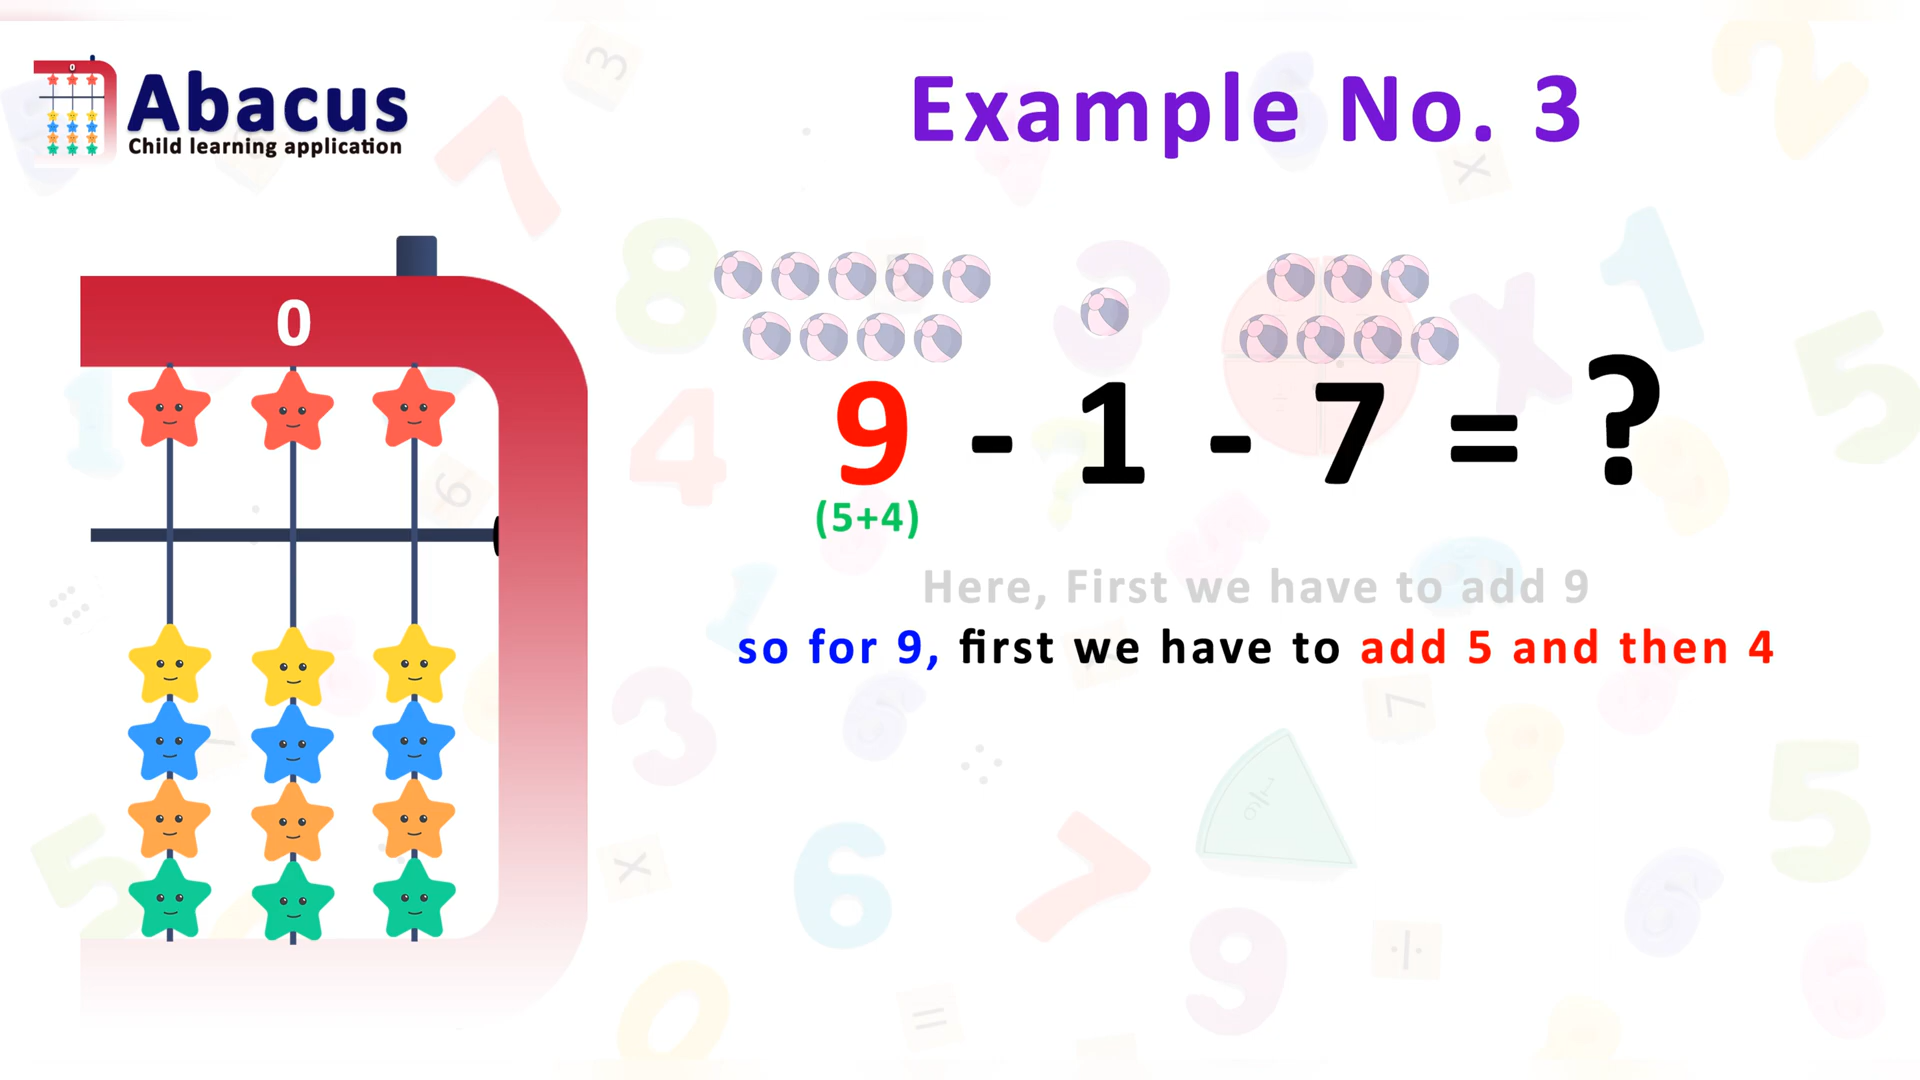 Abacus
Child learning application
Example No. 3
0
9 - 1 - 7 = ?
(5+4)
Here, First we have to add 9
so for 9, first we have to add 5 and then 4